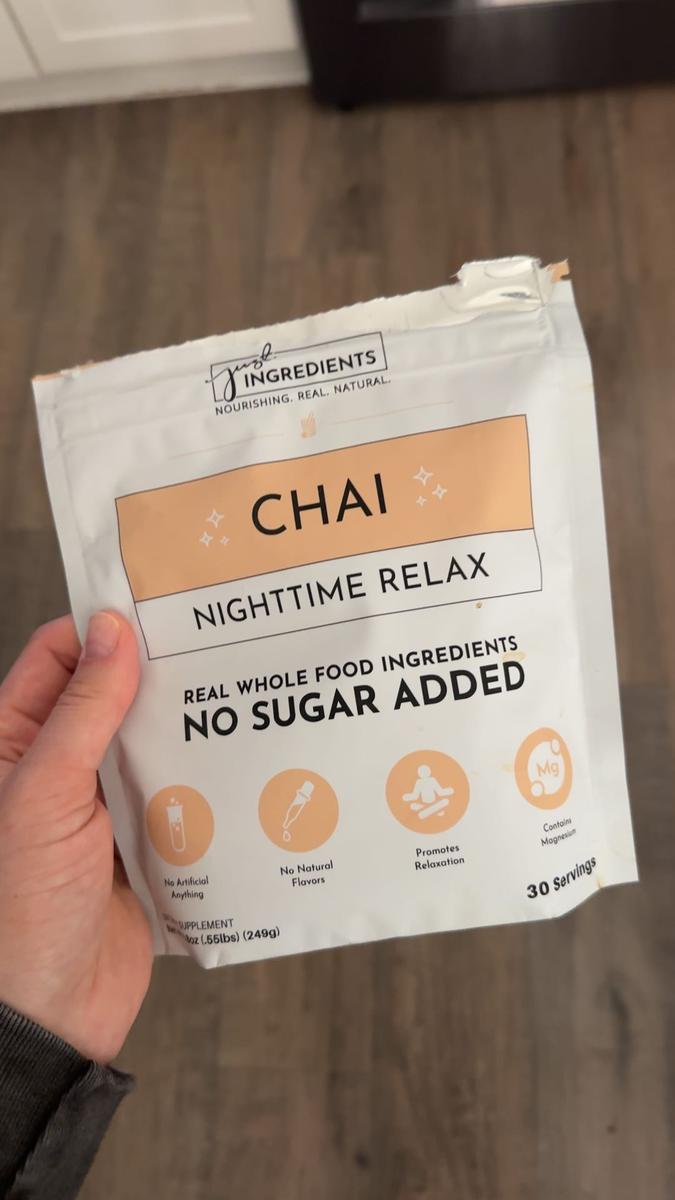 Just
INGREDIENTS
NOURISHING. REAL. NATURAL.
CHAI
NIGHTTIME RELAX
REAL WHOLE FOOD INGREDIENTS
NO SUGAR ADDED
Mg
No Artificial
Anything
No Natural
Flavors
Promotes
Relaxation
Contains
Magnesium
30 Servings
SUPPLEMENT
(.55lbs) (249g)